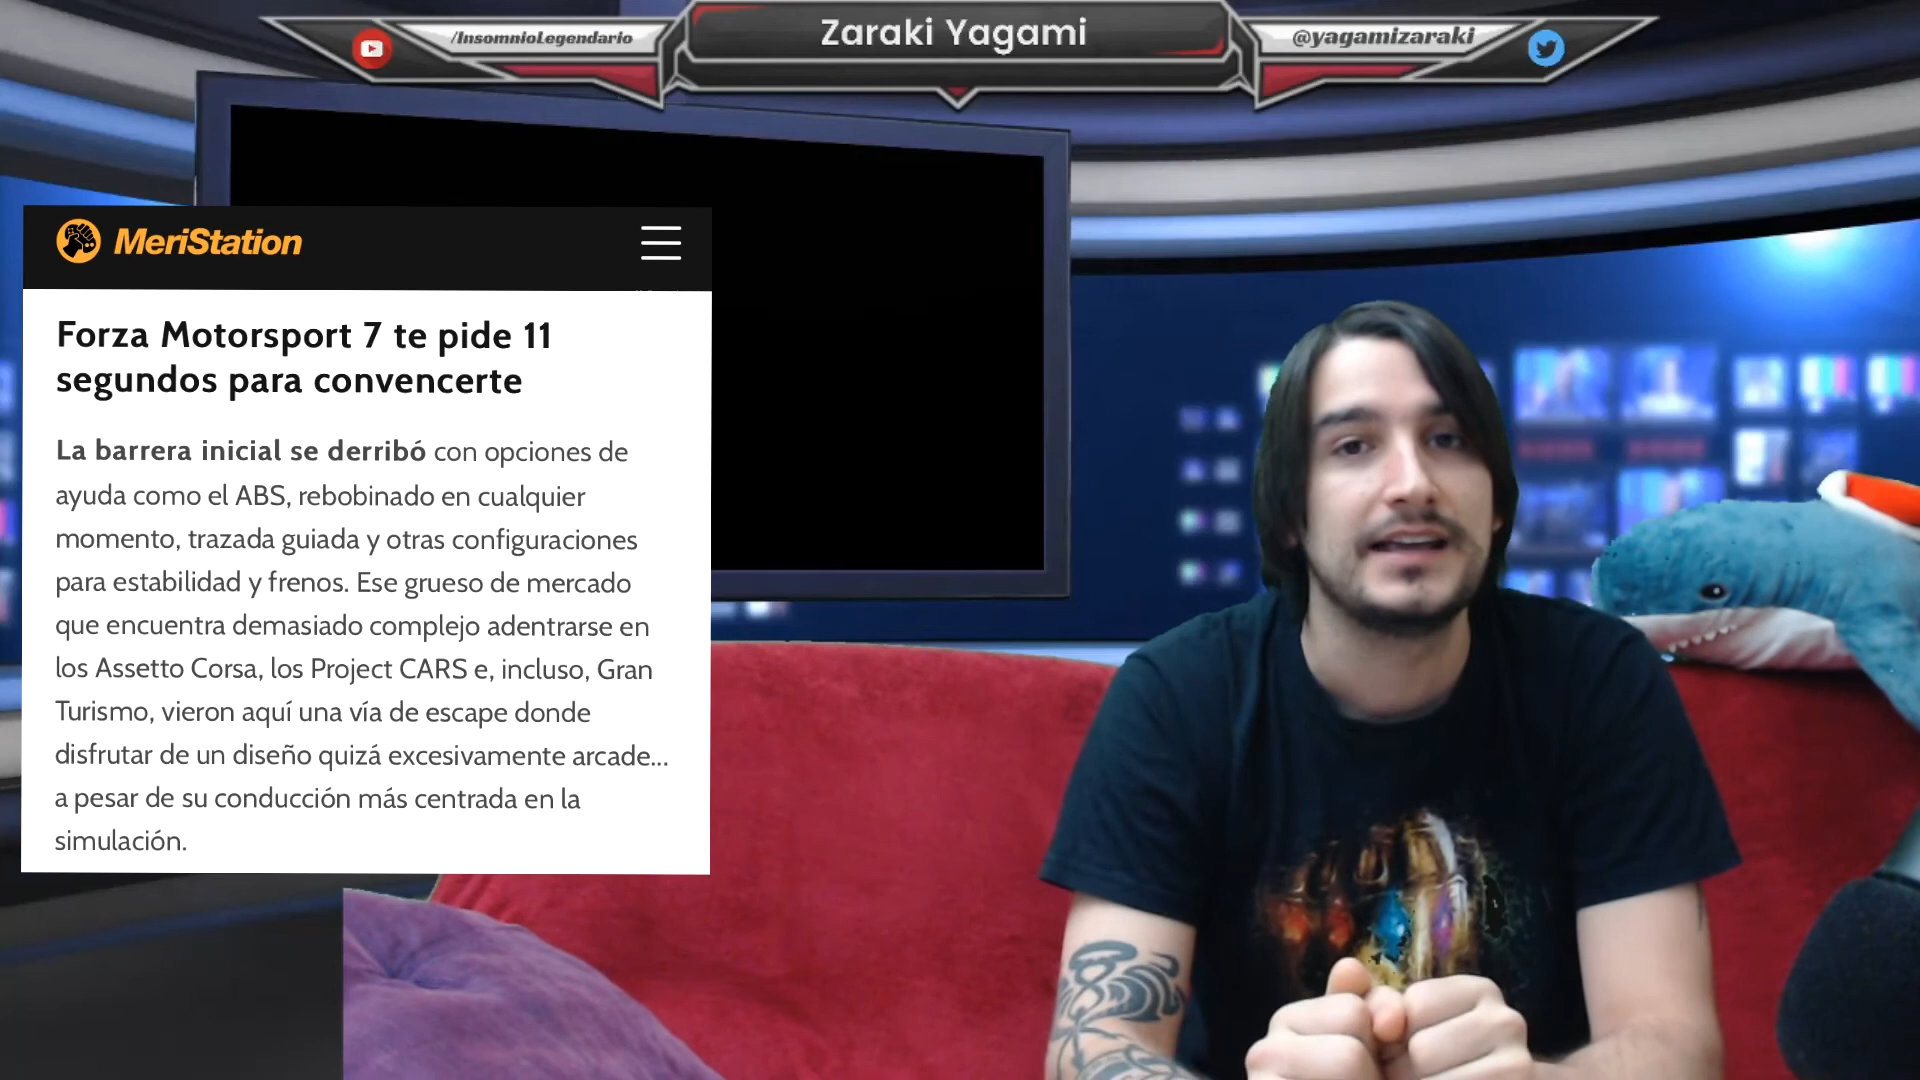 /InsomnioLegendario
Zaraki Yagami
@yagamizaraki
MeriStation
Forza Motorsport 7 te pide 11
segundos para convencerte
La barrera inicial se derribó con opciones de
ayuda como el ABS, rebobinado en cualquier
momento, trazada guiada y otras configuraciones
para estabilidad y frenos. Ese grueso de mercado
que encuentra demasiado complejo adentrarse en
los Assetto Corsa, los Project CARS e, incluso, Gran
Turismo, vieron aquí una vía de escape donde
disfrutar de un diseño quizá excesivamente arcade...
a pesar de su conducción más centrada en la
simulación.